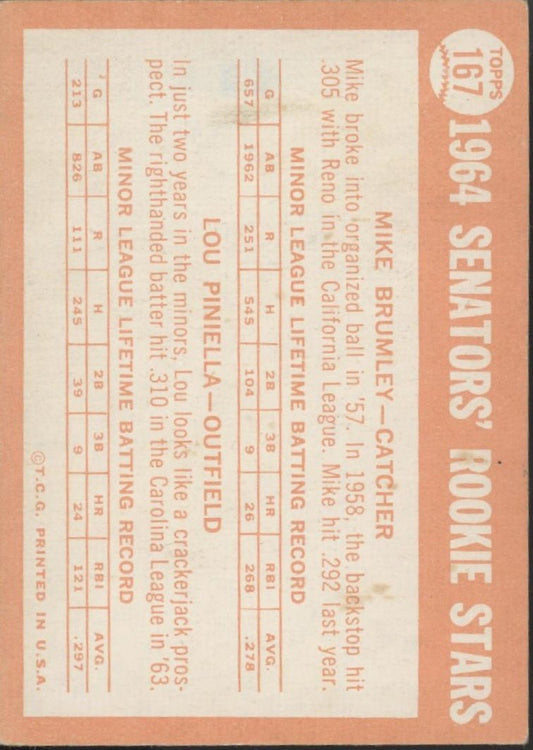 TOPPS
167
1964 SENATORS' ROOKIE STARS
MIKE BRUMLEY—CATCHER
Mike broke into organized ball in '57. In 1958, the backstop hit
.305 with Reno in the California League. Mike hit .292 last year.
MINOR LEAGUE LIFETIME BATTING RECORD
G AB R H 2B 3B HR RBI AVG.
657 1962 251 545 104 9 26 268 .278
LOU PINIELLA—OUTFIELD
In just two years in the minors, Lou looks like a crackerjack pros-
pect. The righthanded batter hit .310 in the Carolina League in '63.
MINOR LEAGUE LIFETIME BATTING RECORD
G AB R H 2B 3B HR RBI AVG.
213 826 111 245 39 9 24 121 .297
©T.C.G. PRINTED IN U.S.A.